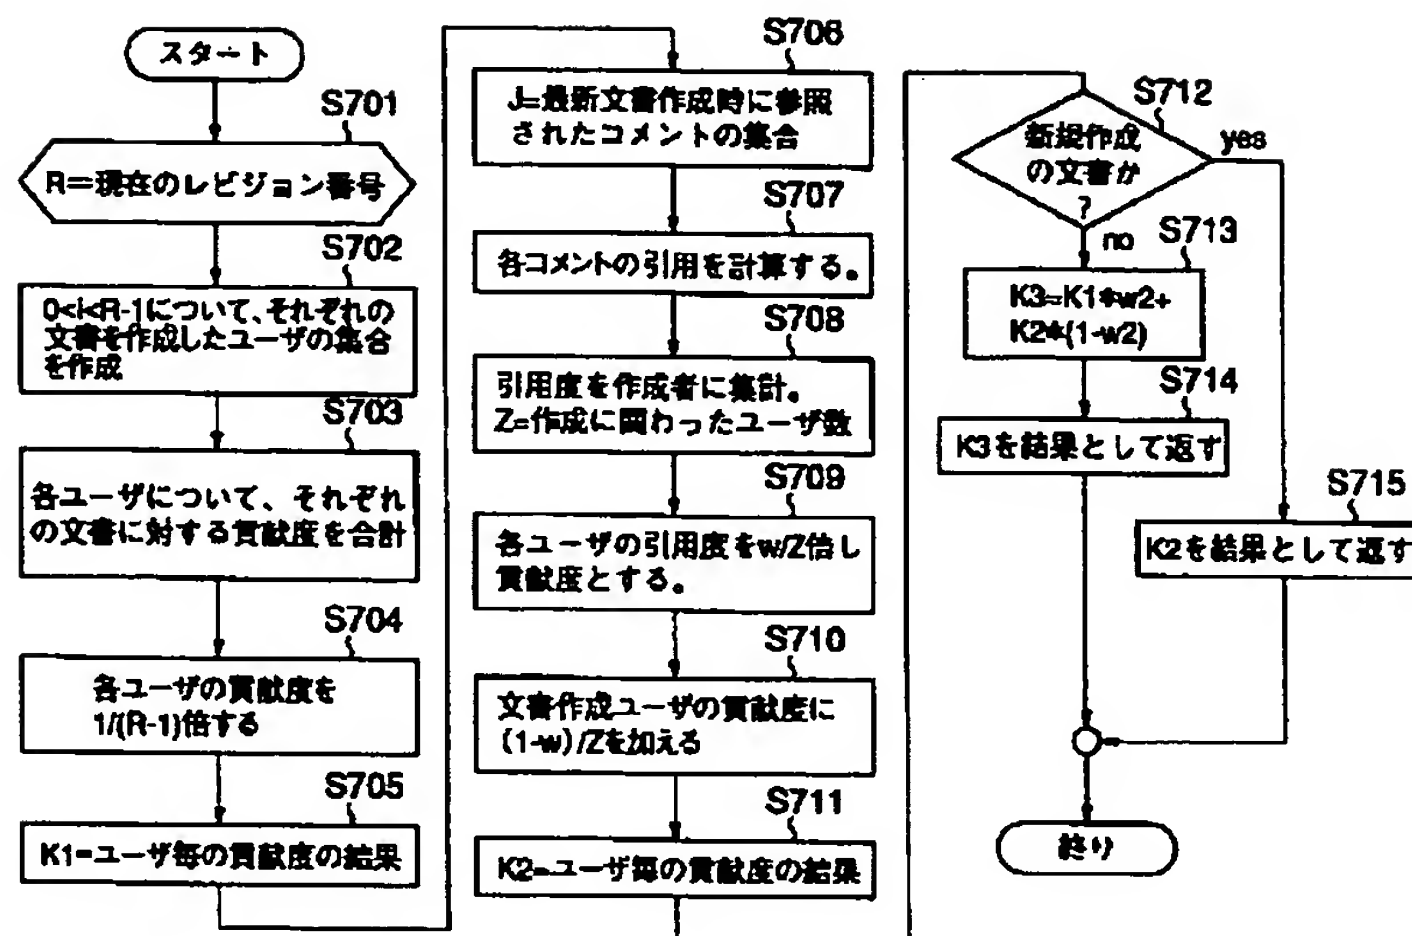 スタート
S701
R=現在のレビジョン番号
S702
0<i<R-1について、それぞれの
文書を作成したユーザの集合
を作成
S703
各ユーザについて、それぞれ
の文書に対する貢献度を合計
S704
各ユーザの貢献度を
1/(R-1)倍する
S705
K1=ユーザ毎の貢献度の結果
S706
J=最新文書作成時に参照
されたコメントの集合
S707
各コメントの引用を計算する。
S708
引用度を作成者に集計。
Z=作成に関わったユーザ数
S709
各ユーザの引用度をw/Z倍し
貢献度とする。
S710
文書作成ユーザの貢献度に
(1-w)/Zを加える
S711
K2=ユーザ毎の貢献度の結果
S712
新規作成
の文書か
?
yes
no
S713
K3=K1*w2+
K2*(1-w2)
S714
K3を結果として返す
S715
K2を結果として返す
終り